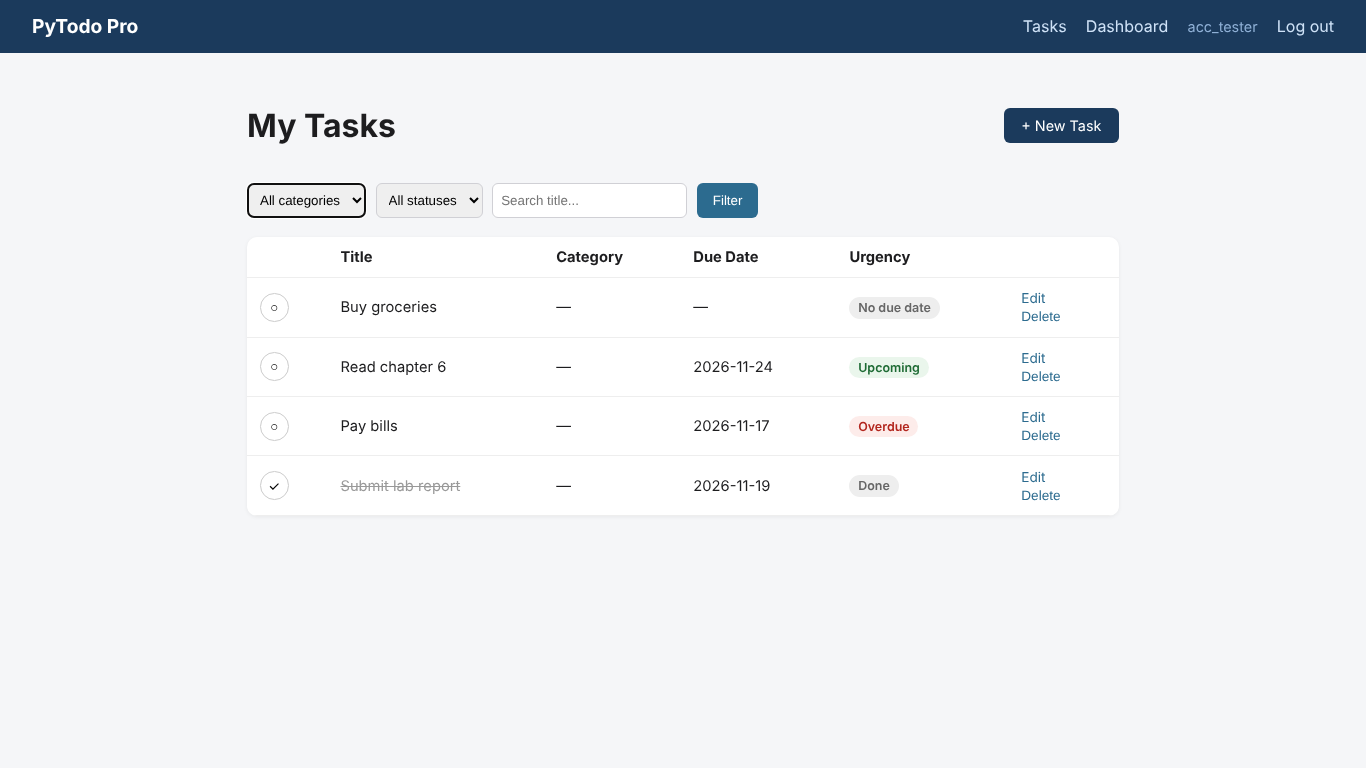 PyTodo Pro Tasks Dashboard acc_tester Log out
My Tasks + New Task
All categories All statuses Search title... Filter
Title Category Due Date Urgency
○ Buy groceries — — No due date Edit
Delete
○ Read chapter 6 — 2026-11-24 Upcoming Edit
Delete
○ Pay bills — 2026-11-17 Overdue Edit
Delete
✓ Submit lab report — 2026-11-19 Done Edit
Delete